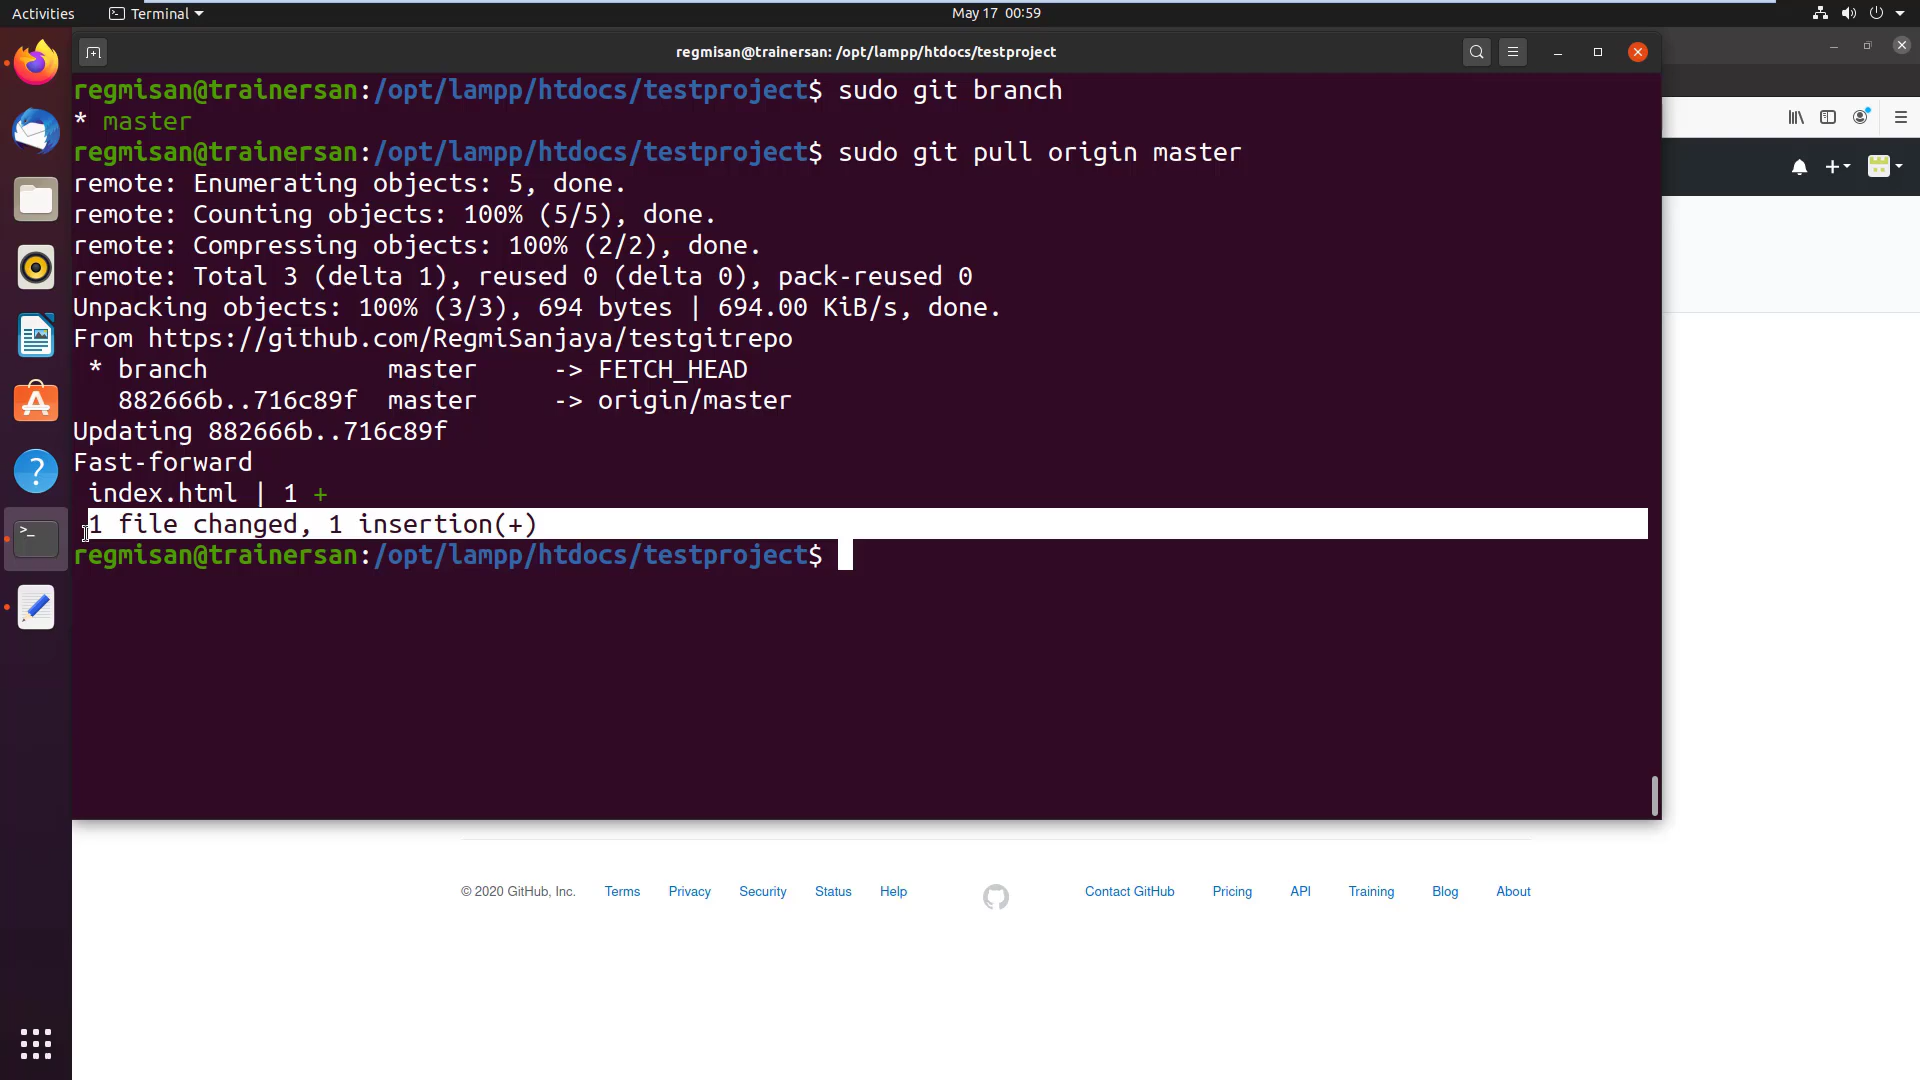 Activities
Terminal
May 17 00:59
regmisan@trainersan: /opt/lampp/htdocs/testproject
regmisan@trainersan:/opt/lampp/htdocs/testproject$ sudo git branch
* master
regmisan@trainersan:/opt/lampp/htdocs/testproject$ sudo git pull origin master
remote: Enumerating objects: 5, done.
remote: Counting objects: 100% (5/5), done.
remote: Compressing objects: 100% (2/2), done.
remote: Total 3 (delta 1), reused 0 (delta 0), pack-reused 0
Unpacking objects: 100% (3/3), 694 bytes | 694.00 KiB/s, done.
From https://github.com/RegmiSanjaya/testgitrepo
* branch            master     -> FETCH_HEAD
882666b..716c89f  master     -> origin/master
Updating 882666b..716c89f
Fast-forward
index.html | 1 +
1 file changed, 1 insertion(+)
regmisan@trainersan:/opt/lampp/htdocs/testproject$
© 2020 GitHub, Inc. Terms Privacy Security Status Help Contact GitHub Pricing API Training Blog About